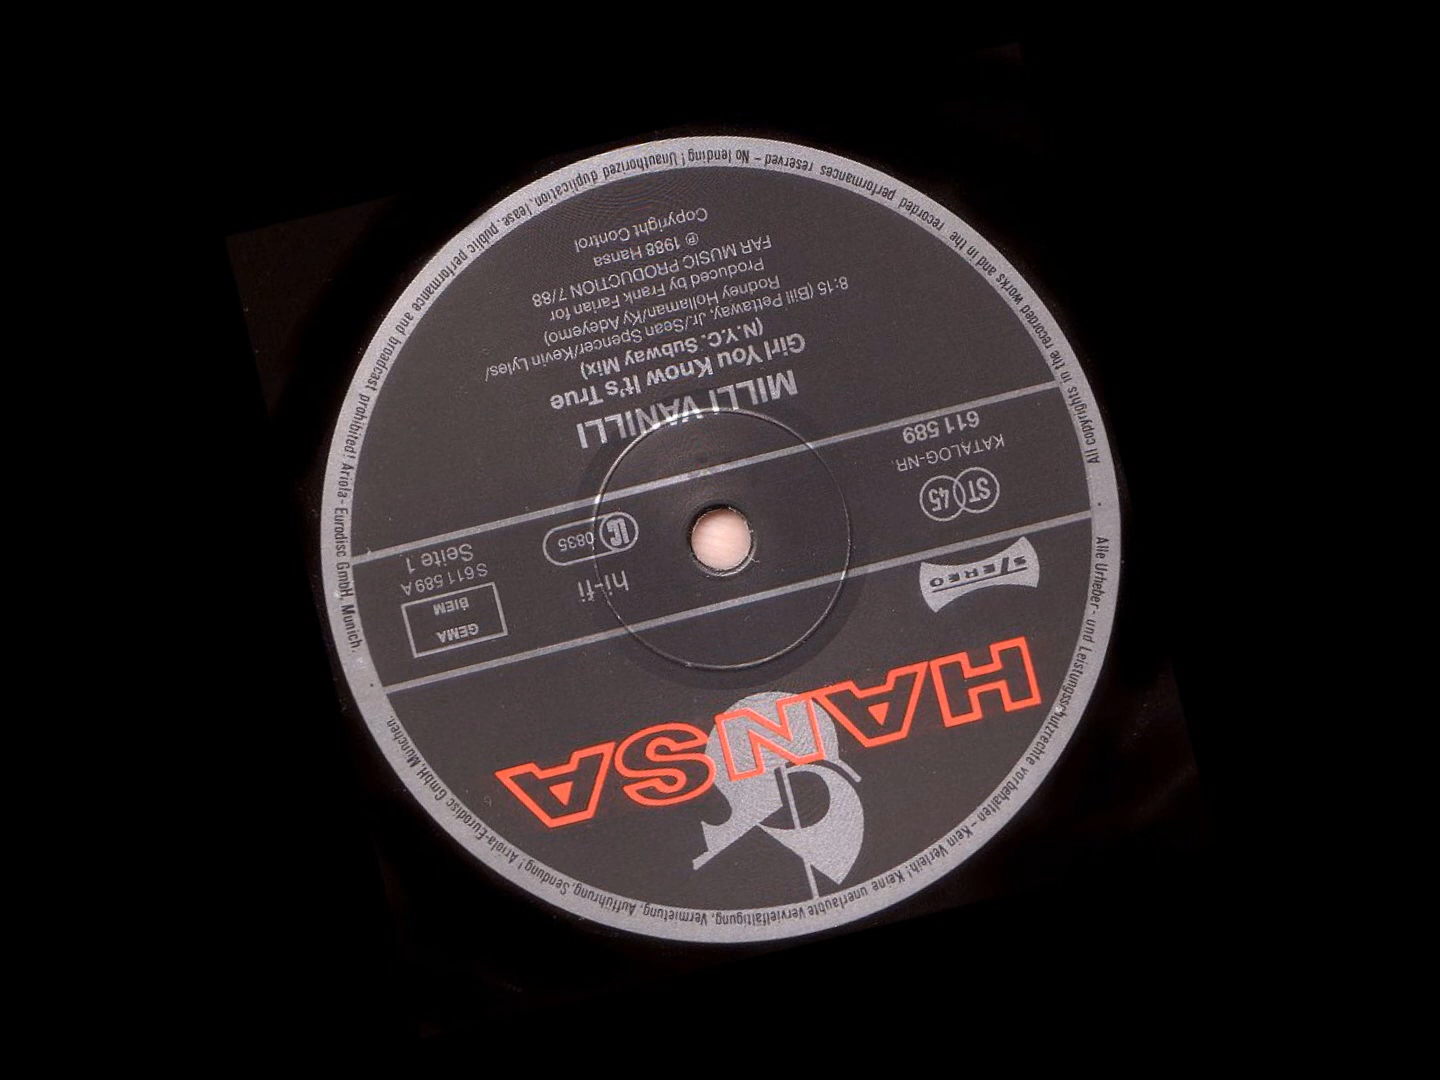 HANSA
STEREO
ST 45
KATALOG-NR.
611 589
hi-fi
LC 0835
GEMA
BIEM
S 611 589 A
Seite 1
MILLI VANILLI
Girl You Know It's True
(N.Y.C. Subway Mix)
8:15 (Bill Pettaway, Jr./Sean Spencer/Kevin Lyles/
Rodney Hollaman/Ky Adeyemo)
Produced by Frank Farian for
FAR MUSIC PRODUCTION 7/88
℗ 1988 Hansa
Copyright Control
Alle Urheber- und Leistungsschutzrechte vorbehalten - Kein Verleih! Keine unerlaubte Vervielfältigung, Vermietung, Aufführung, Sendung! Ariola-Eurodisc GmbH, München.
All copyrights in the recorded works and in the recorded performances reserved - No lending! Unauthorized duplication, lease, public performance and broadcast prohibited! Ariola-Eurodisc GmbH, Munich.